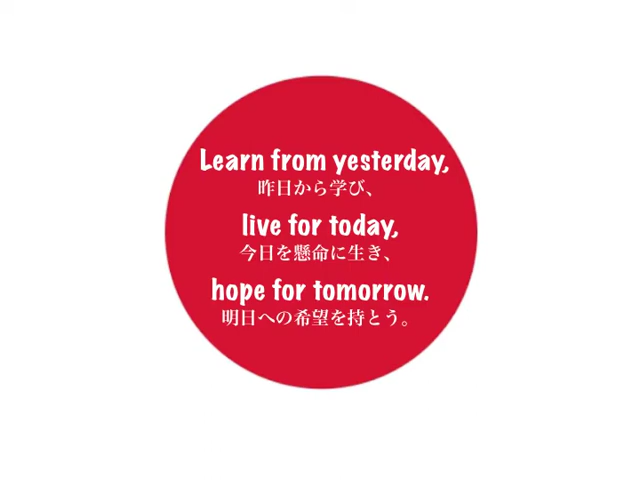 Learn from yesterday,
昨日から学び、
live for today,
今日を懸命に生き、
hope for tomorrow.
明日への希望を持とう。